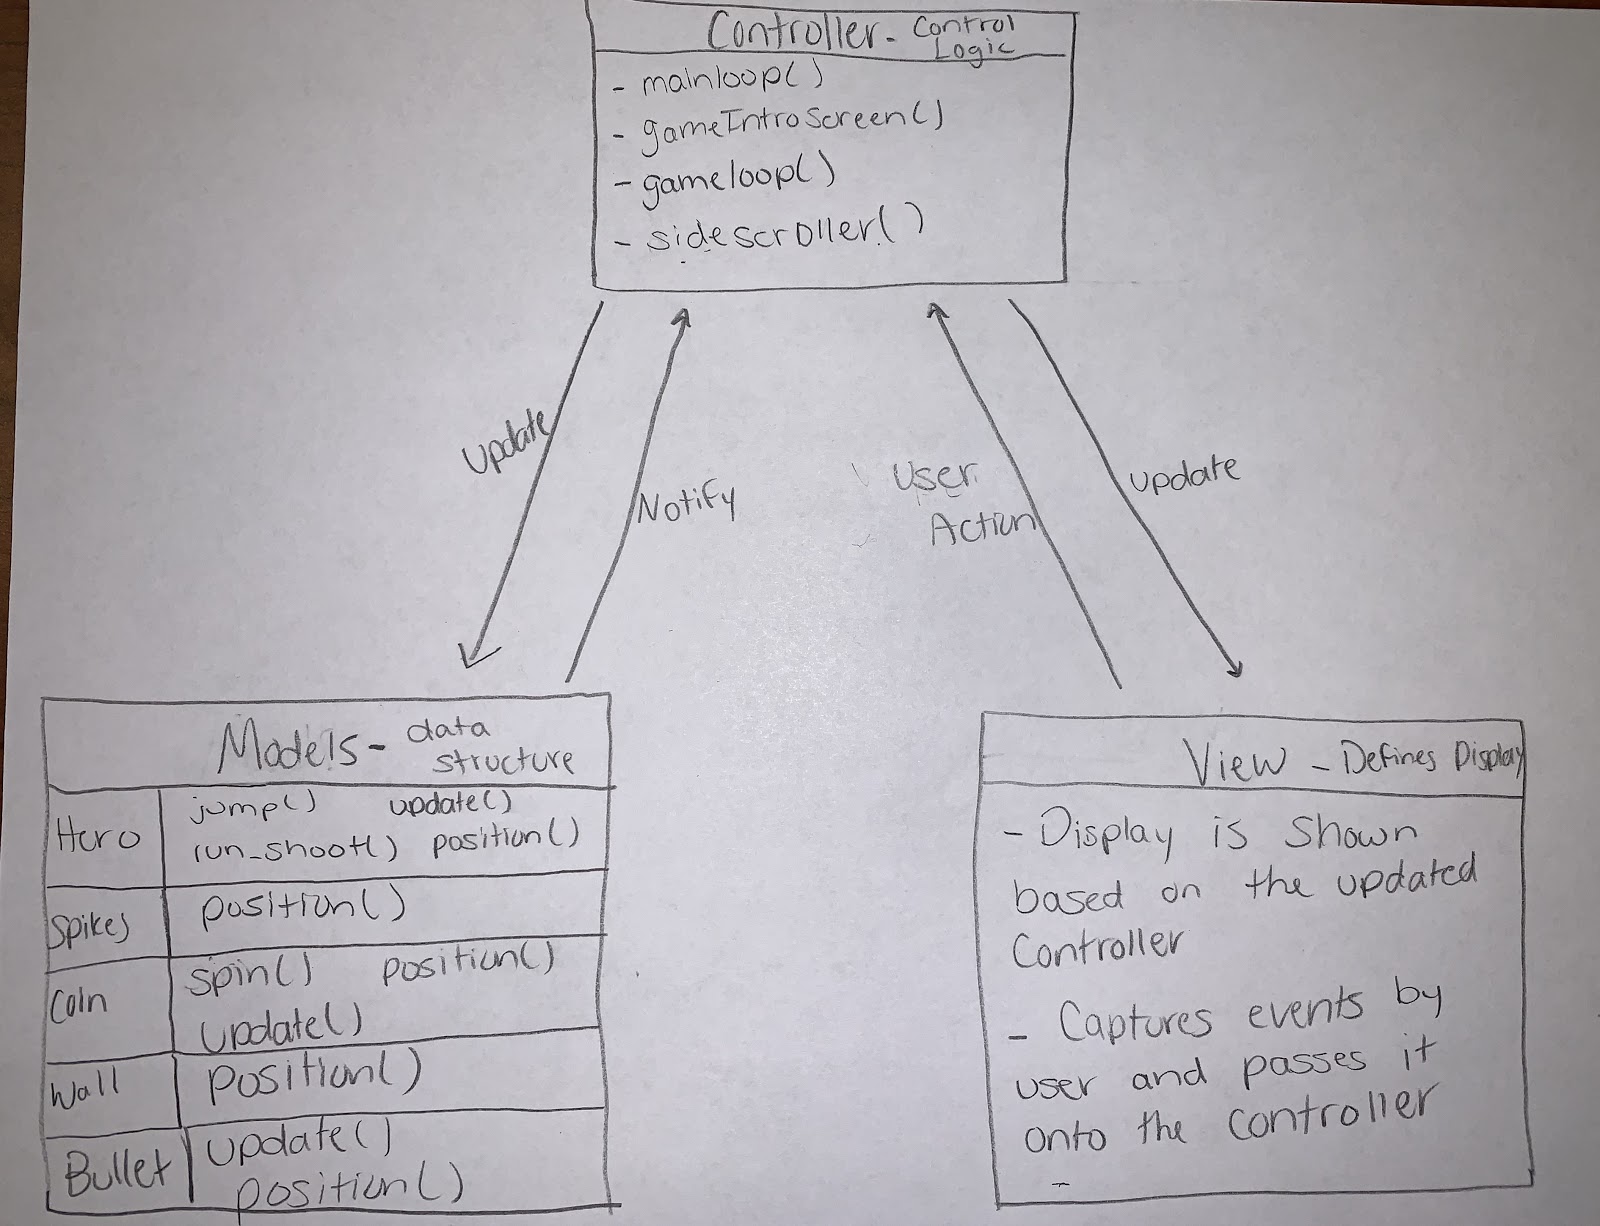 Controller - Control
Logic
- mainloop()
- gameIntroScreen()
- gameloop()
- sidescroller()
Update
Notify
User
Action
update
Models - data
structure
Hero
jump() update()
run_shoot() position()
Spikes
position()
Coin
spin() position()
update()
Wall
position()
Bullet
update()
position()
View - Defines Display
- Display is shown
based on the updated
Controller
- Captures events by
user and passes it
onto the controller
-